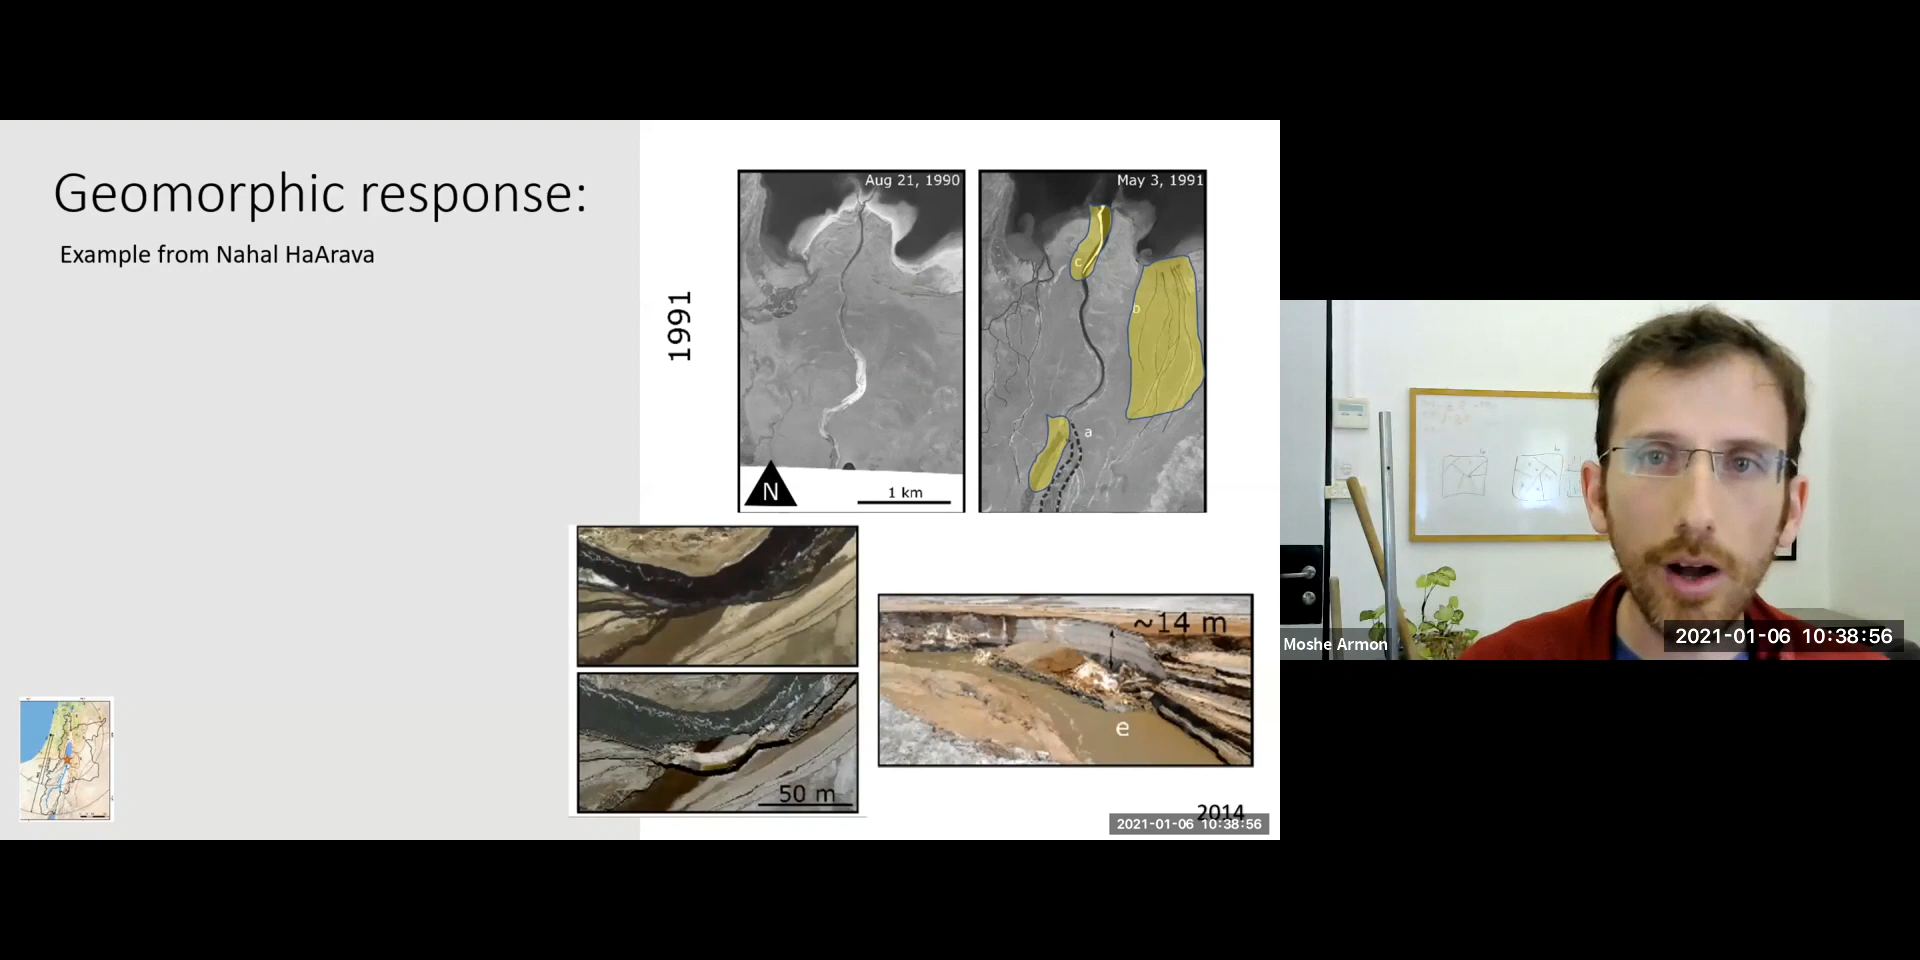 Geomorphic response:
Example from Nahal HaArava
1991
Aug 21, 1990
N
1 km
May 3, 1991
c
b
a
50 m
~14 m
e
2014
2021-01-06 10:38:56
Moshe Armon
2021-01-06 10:38:56